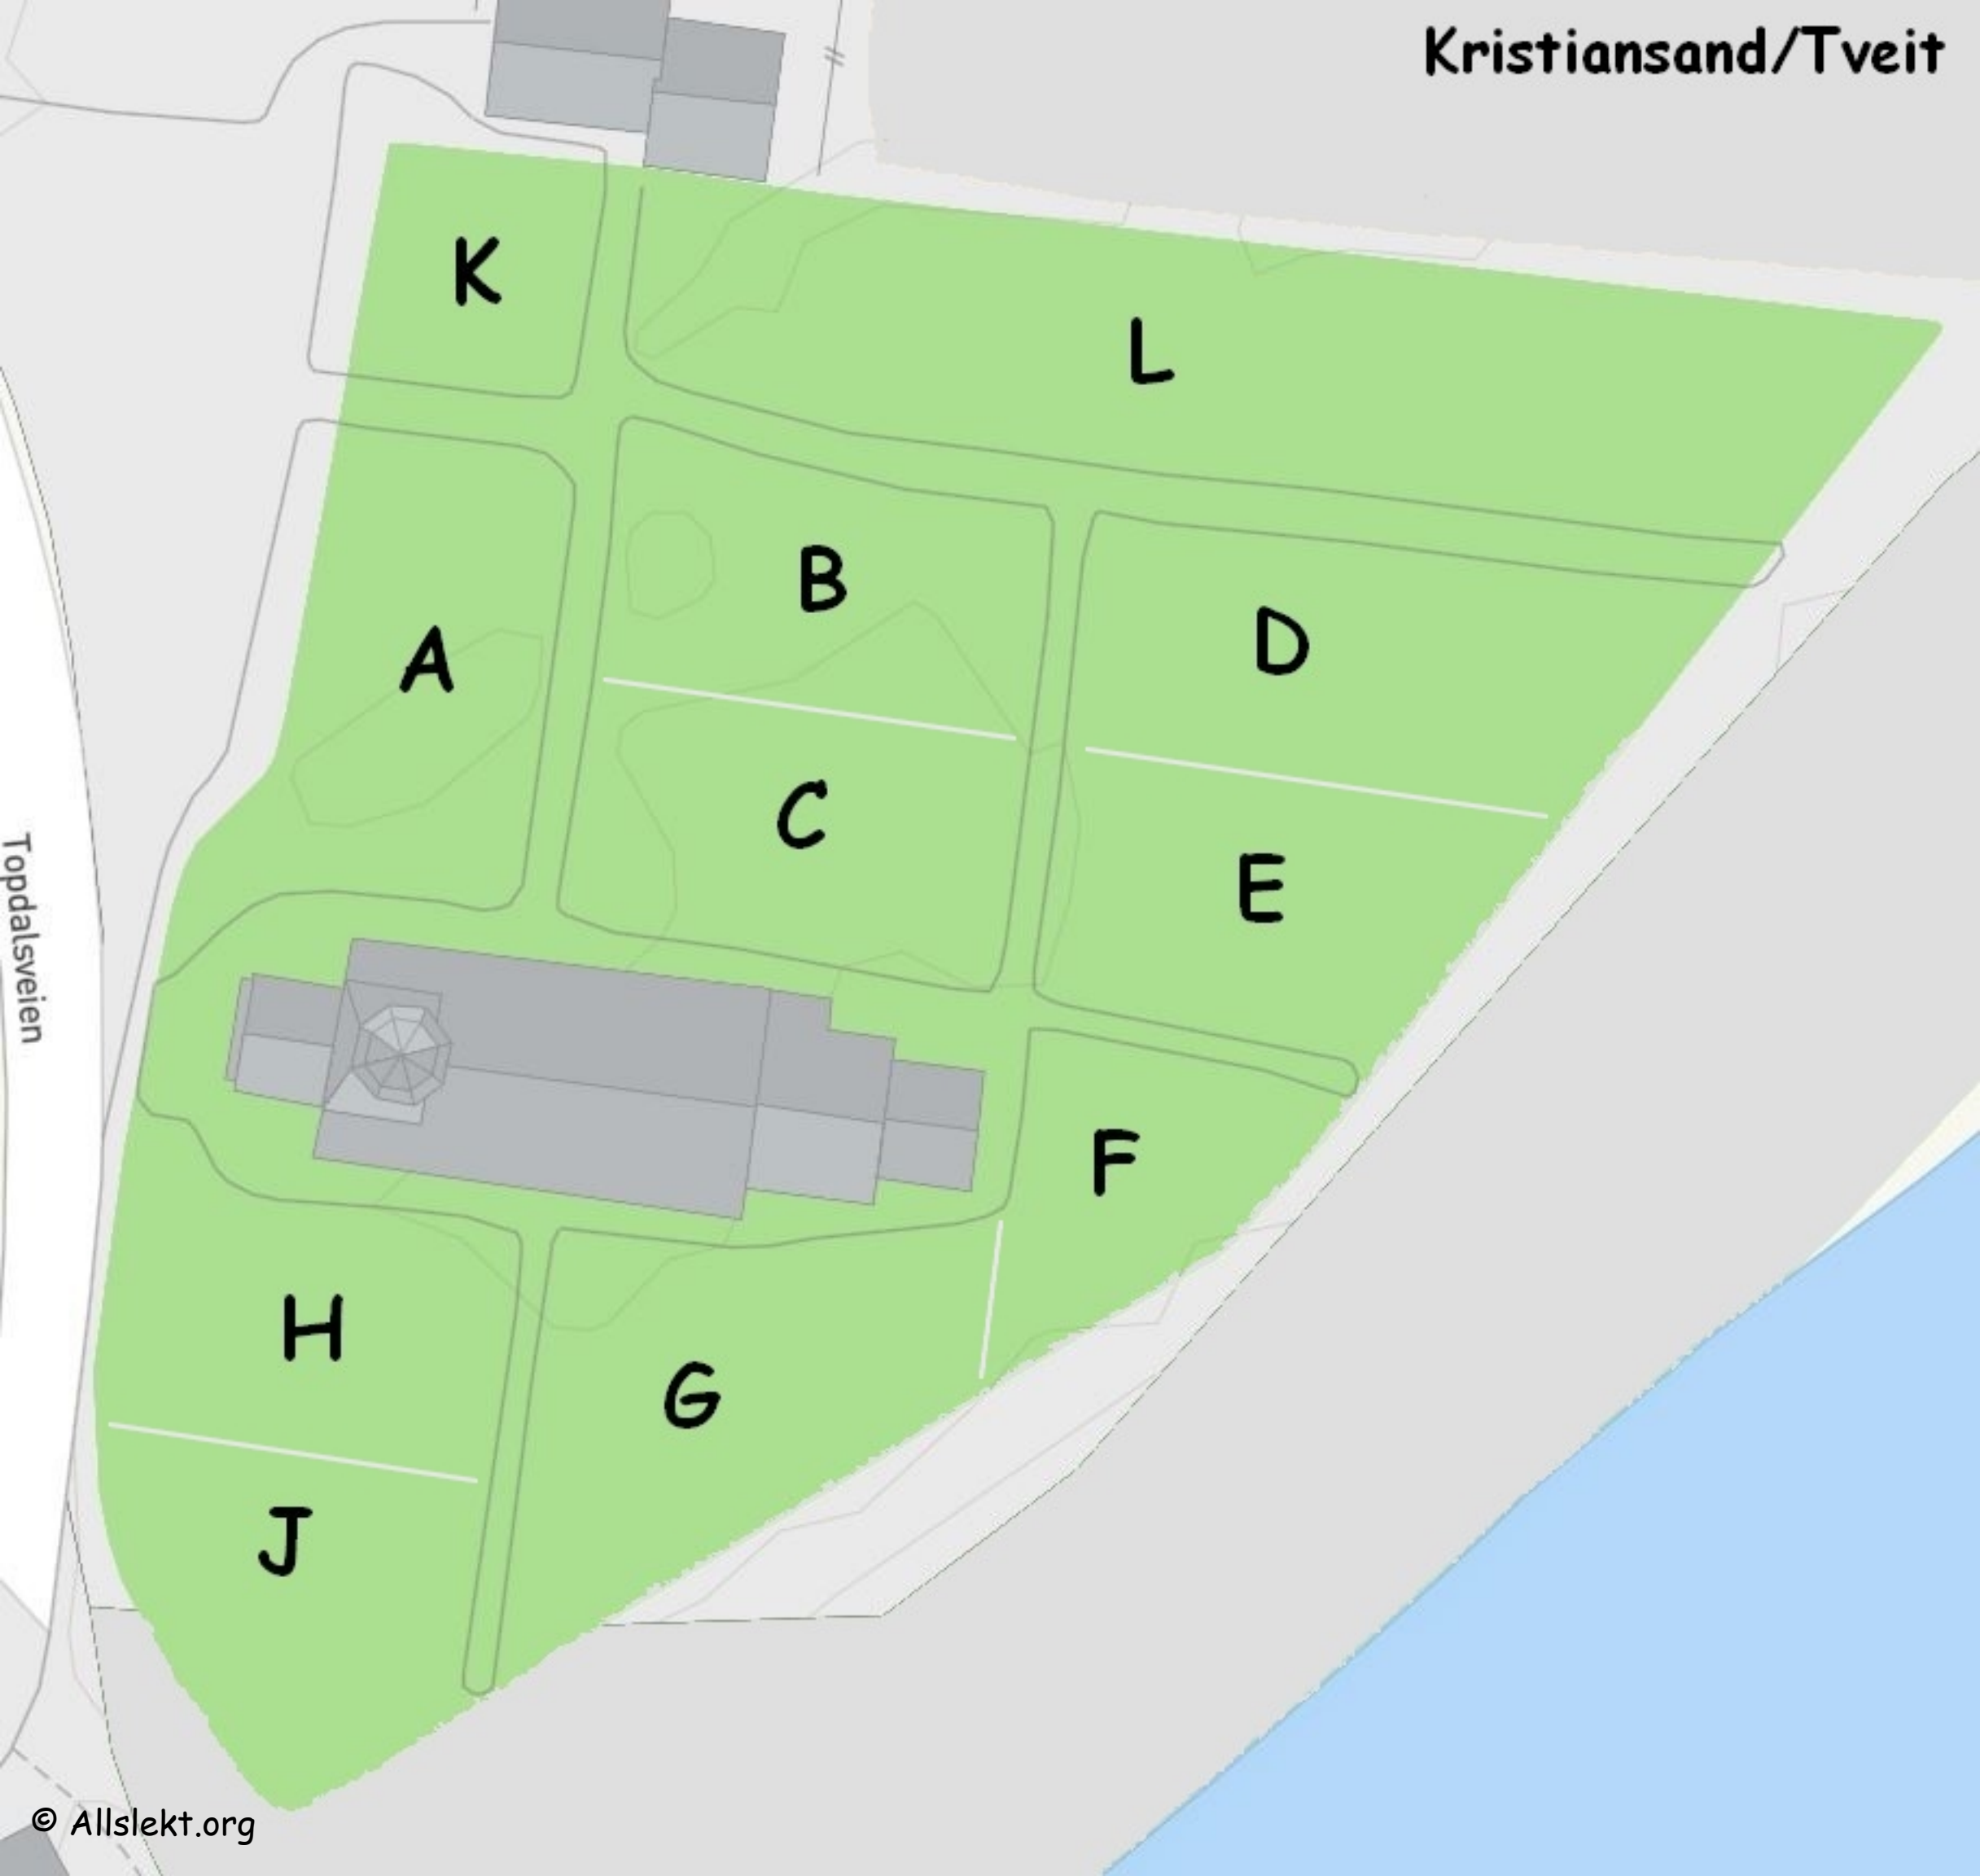 Kristiansand/Tveit
K
L
B
D
A
C
E
Topdalsveien
F
H
G
J
© Allslekt.org